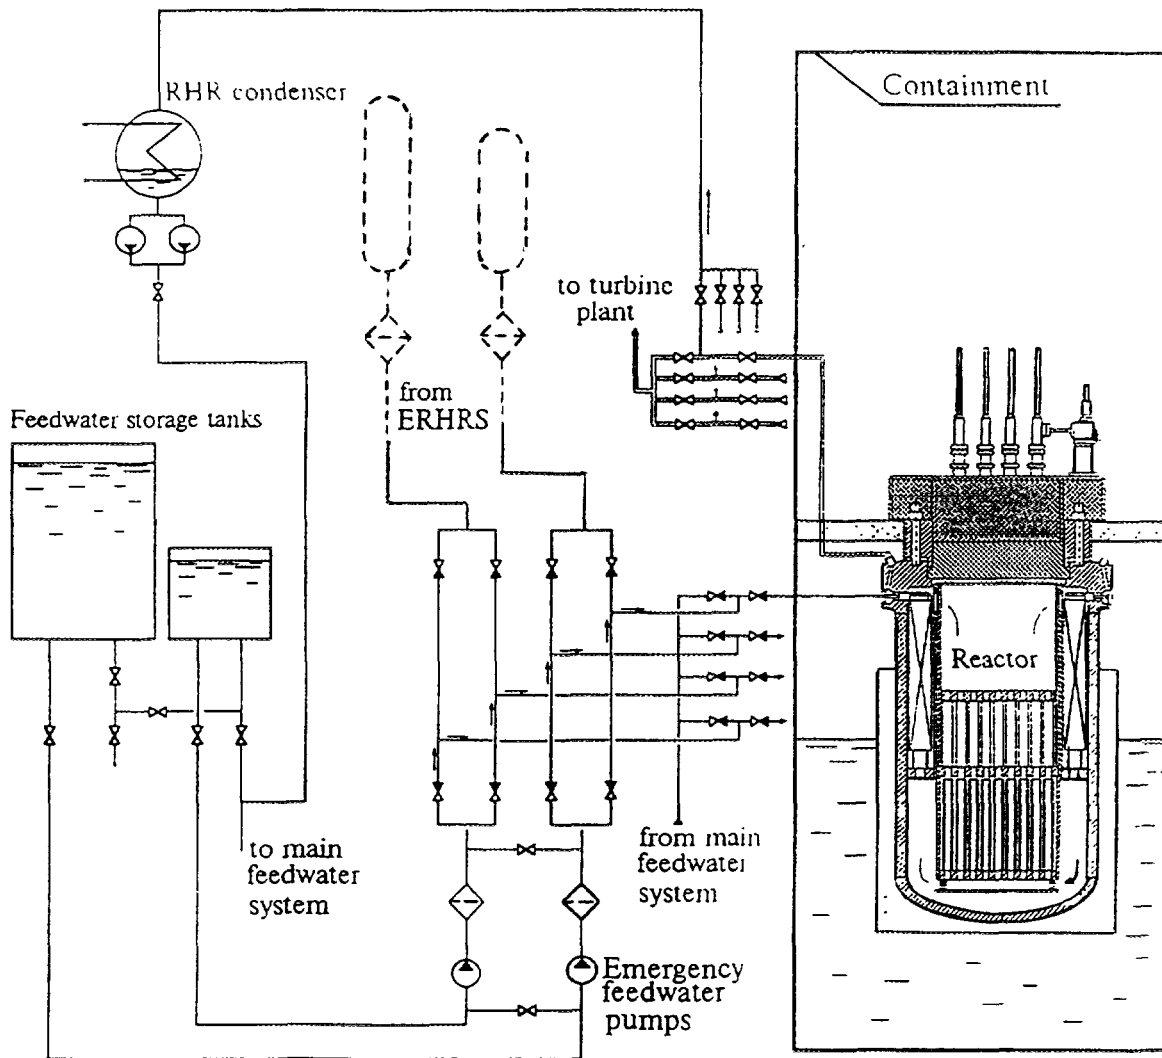 RHR condenser
Containment
to turbine
plant
from
ERHRS
Feedwater storage tanks
Reactor
to main
feedwater
system
from main
feedwater
system
Emergency
feedwater
pumps